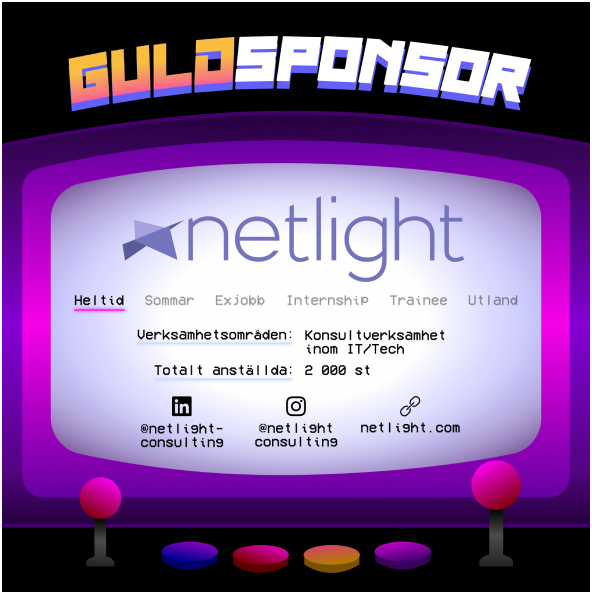 GULDSPONSOR
netlight
Heltid Sommar Exjobb Internship Trainee Utland
Verksamhetsområden: Konsultverksamhet
inom IT/Tech
Totalt anställda: 2 000 st
in
@netlight-
consulting
@netlight
consulting
netlight.com